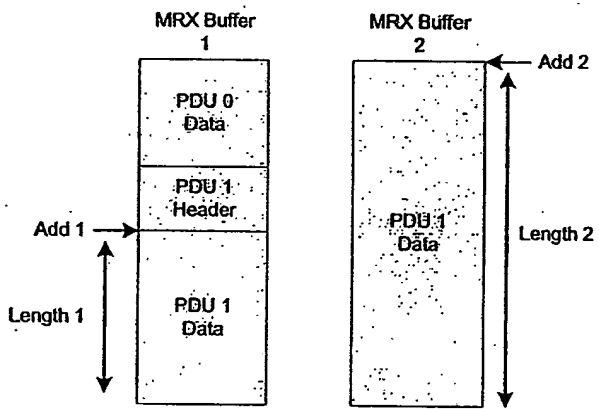 MRX Buffer
1
PDU 0
Data
PDU 1
Header
Add 1
Length 1
PDU 1
Data
MRX Buffer
2
Add 2
PDU 1
Data
Length 2